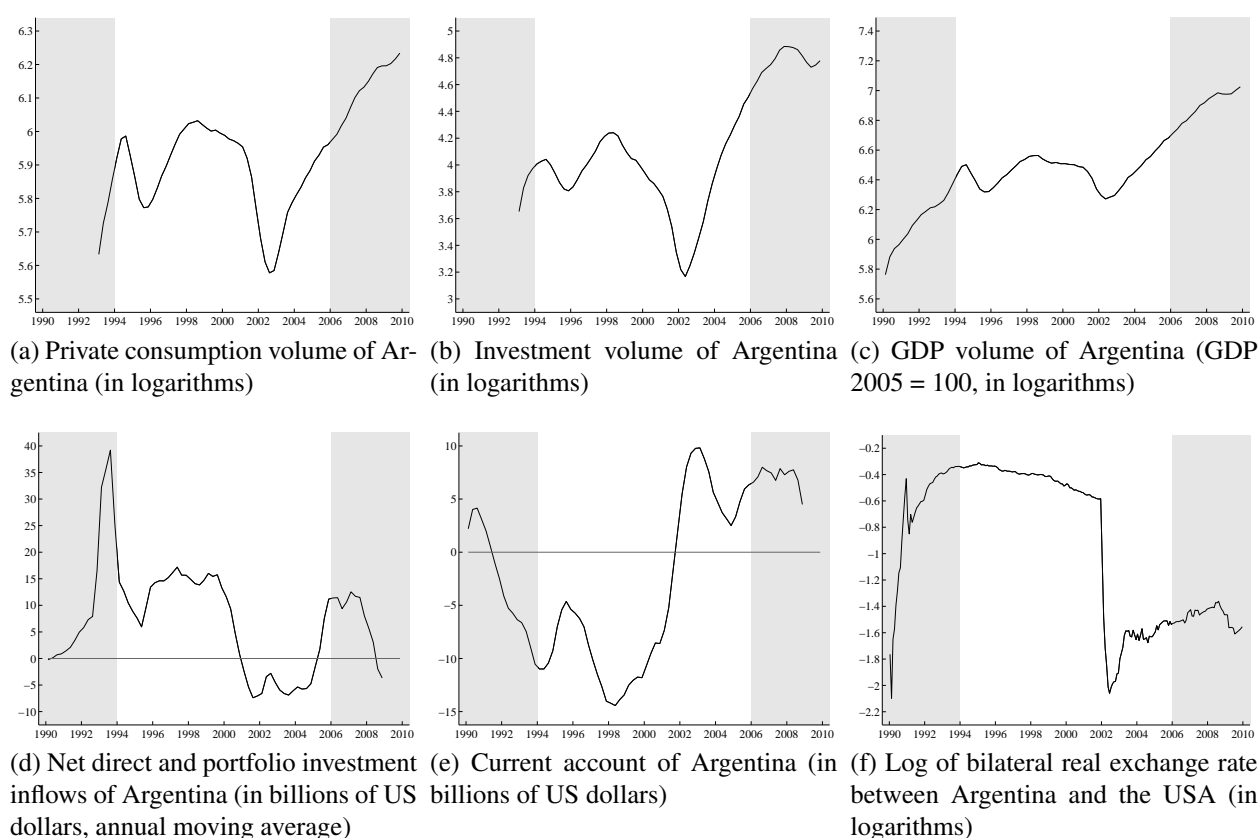 6.3
6.2
6.1
6
5.9
5.8
5.7
5.6
5.5
1990 1992 1994 1996 1998 2000 2002 2004 2006 2008 2010
(a) Private consumption volume of Ar-
gentina (in logarithms)
5
4.8
4.6
4.4
4.2
4
3.8
3.6
3.4
3.2
3
1990 1992 1994 1996 1998 2000 2002 2004 2006 2008 2010
(b) Investment volume of Argentina
(in logarithms)
7.4
7.2
7
6.8
6.6
6.4
6.2
6
5.8
5.6
1990 1992 1994 1996 1998 2000 2002 2004 2006 2008 2010
(c) GDP volume of Argentina (GDP
2005 = 100, in logarithms)
40
35
30
25
20
15
10
5
0
−5
−10
1990 1992 1994 1996 1998 2000 2002 2004 2006 2008 2010
(d) Net direct and portfolio investment
inflows of Argentina (in billions of US
dollars, annual moving average)
10
5
0
−5
−10
−15
1990 1992 1994 1996 1998 2000 2002 2004 2006 2008 2010
(e) Current account of Argentina (in
billions of US dollars)
−0.2
−0.4
−0.6
−0.8
−1
−1.2
−1.4
−1.6
−1.8
−2
−2.2
1990 1992 1994 1996 1998 2000 2002 2004 2006 2008 2010
(f) Log of bilateral real exchange rate
between Argentina and the USA (in
logarithms)